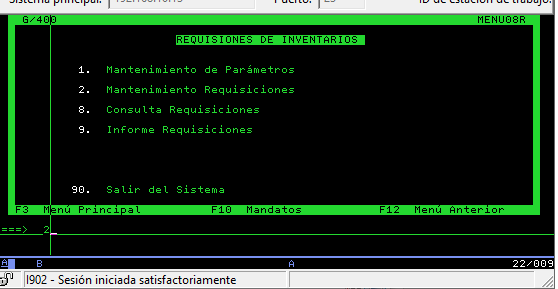 Sistema principal: Puerto: 23 ID de estación de trabajo:
G/400 MENU08R
REQUISIONES DE INVENTARIOS
1. Mantenimiento de Parámetros
2. Mantenimiento Requisiciones
8. Consulta Requisiciones
9. Informe Requisiciones
90. Salir del Sistema
F3 Menú Principal F10 Mandatos F12 Menú Anterior
===> 2
A B A 22/009
I902 - Sesión iniciada satisfactoriamente